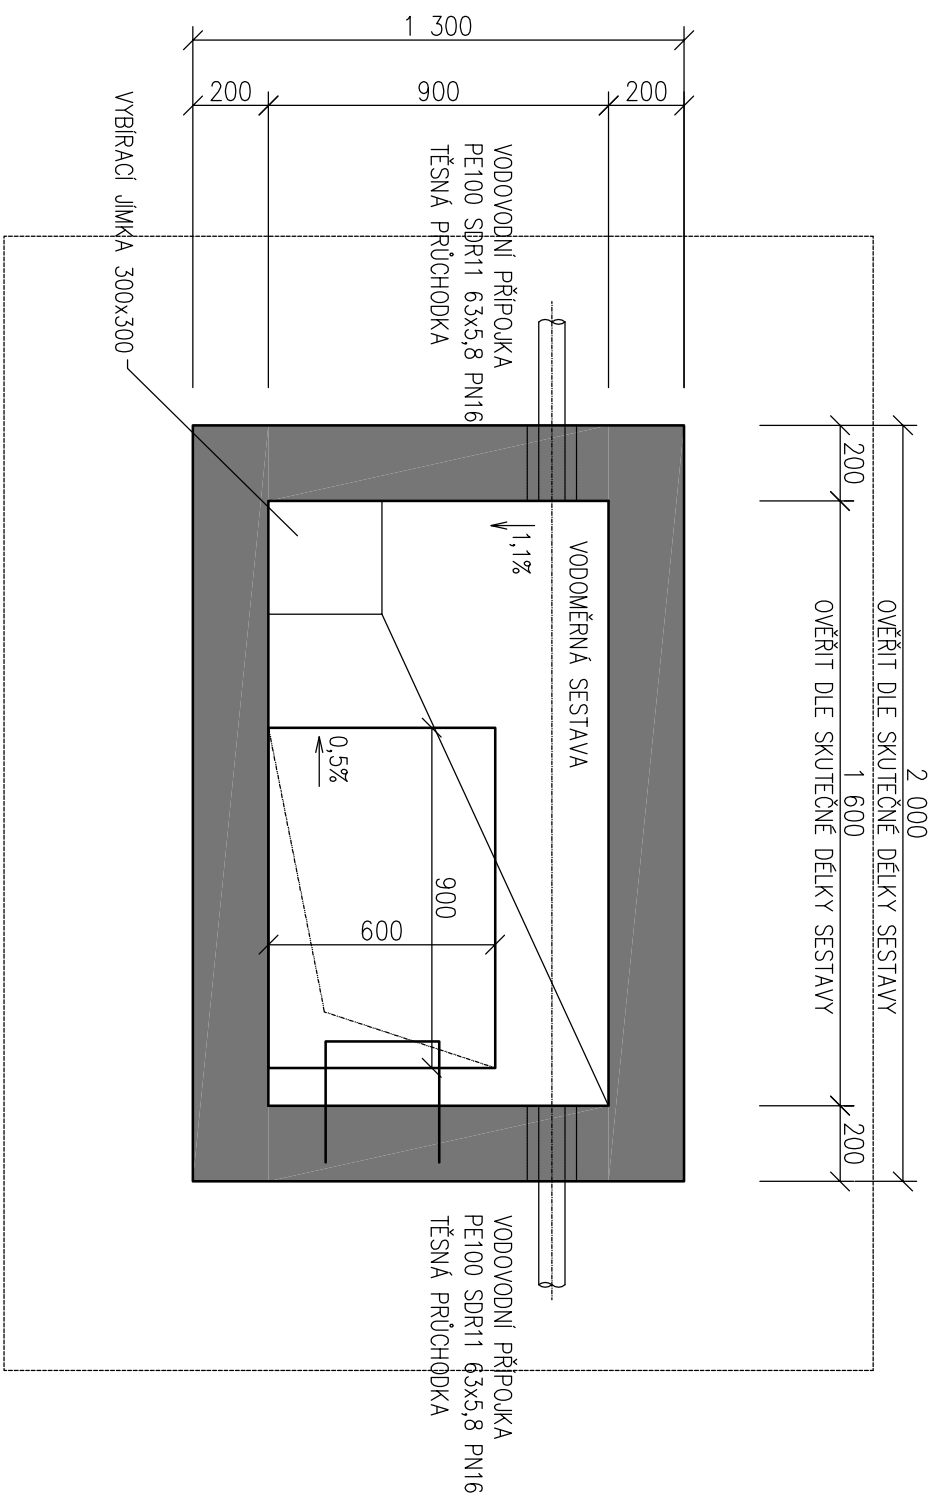 1 300
200
900
200
VODOVODNÍ PŘÍPOJKA
PE100 SDR11 63x5,8 PN16
TĚSNÁ PRŮCHODKA
VYBÍRACÍ JÍMKA 300x300
2 000
OVĚŘIT DLE SKUTEČNÉ DÉLKY SESTAVY
200
1 600
200
OVĚŘIT DLE SKUTEČNÉ DÉLKY SESTAVY
VODOMĚRNÁ SESTAVA
1,1%
0,5%
900
600
VODOVODNÍ PŘÍPOJKA
PE100 SDR11 63x5,8 PN16
TĚSNÁ PRŮCHODKA